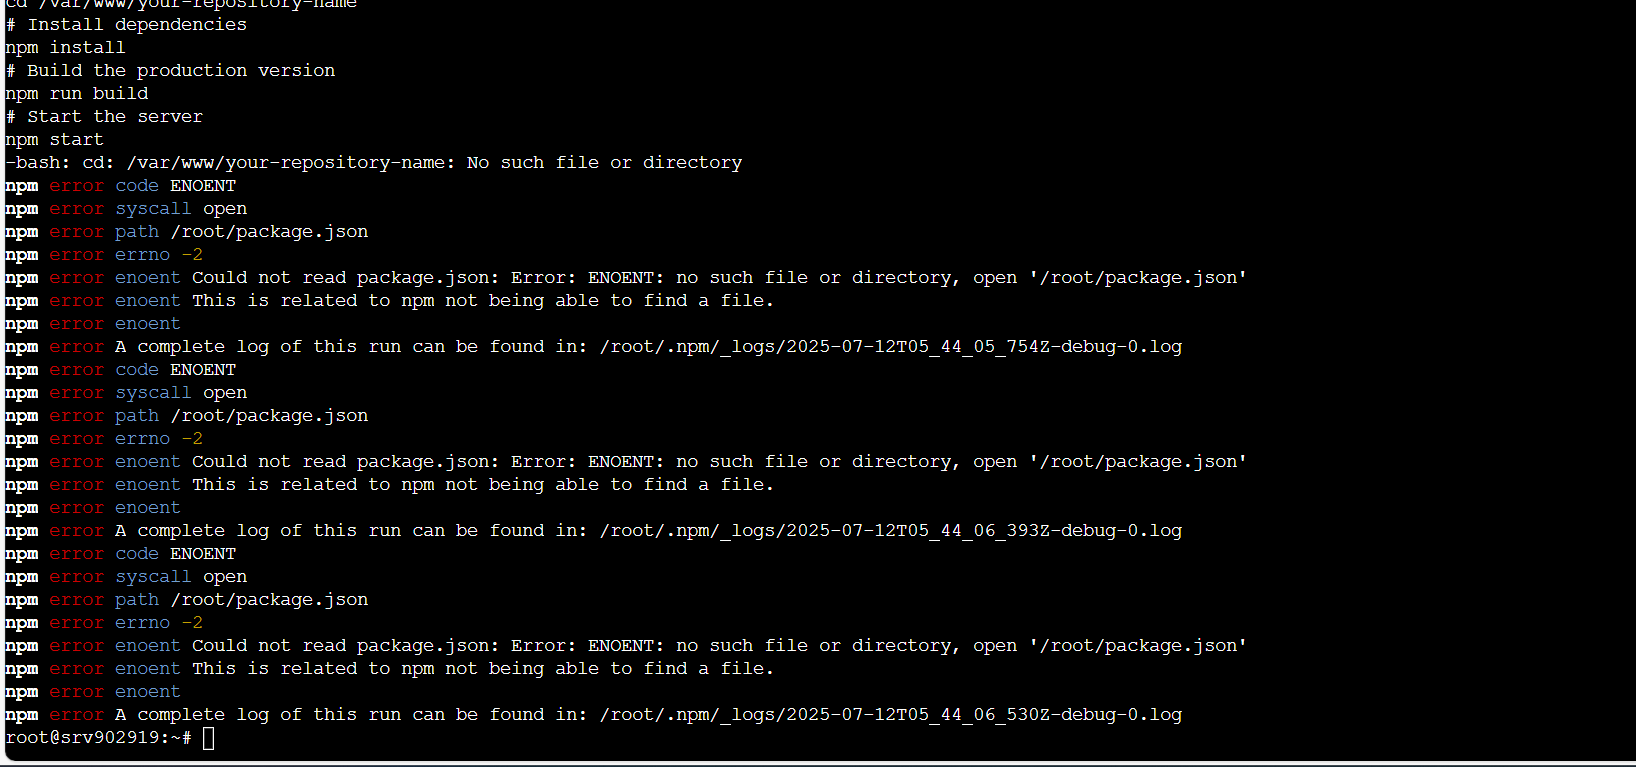 cd /var/www/your-repository-name
# Install dependencies
npm install
# Build the production version
npm run build
# Start the server
npm start
-bash: cd: /var/www/your-repository-name: No such file or directory
npm error code ENOENT
npm error syscall open
npm error path /root/package.json
npm error errno -2
npm error enoent Could not read package.json: Error: ENOENT: no such file or directory, open '/root/package.json'
npm error enoent This is related to npm not being able to find a file.
npm error enoent
npm error A complete log of this run can be found in: /root/.npm/_logs/2025-07-12T05_44_05_754Z-debug-0.log
npm error code ENOENT
npm error syscall open
npm error path /root/package.json
npm error errno -2
npm error enoent Could not read package.json: Error: ENOENT: no such file or directory, open '/root/package.json'
npm error enoent This is related to npm not being able to find a file.
npm error enoent
npm error A complete log of this run can be found in: /root/.npm/_logs/2025-07-12T05_44_06_393Z-debug-0.log
npm error code ENOENT
npm error syscall open
npm error path /root/package.json
npm error errno -2
npm error enoent Could not read package.json: Error: ENOENT: no such file or directory, open '/root/package.json'
npm error enoent This is related to npm not being able to find a file.
npm error enoent
npm error A complete log of this run can be found in: /root/.npm/_logs/2025-07-12T05_44_06_530Z-debug-0.log
root@srv902919:~#